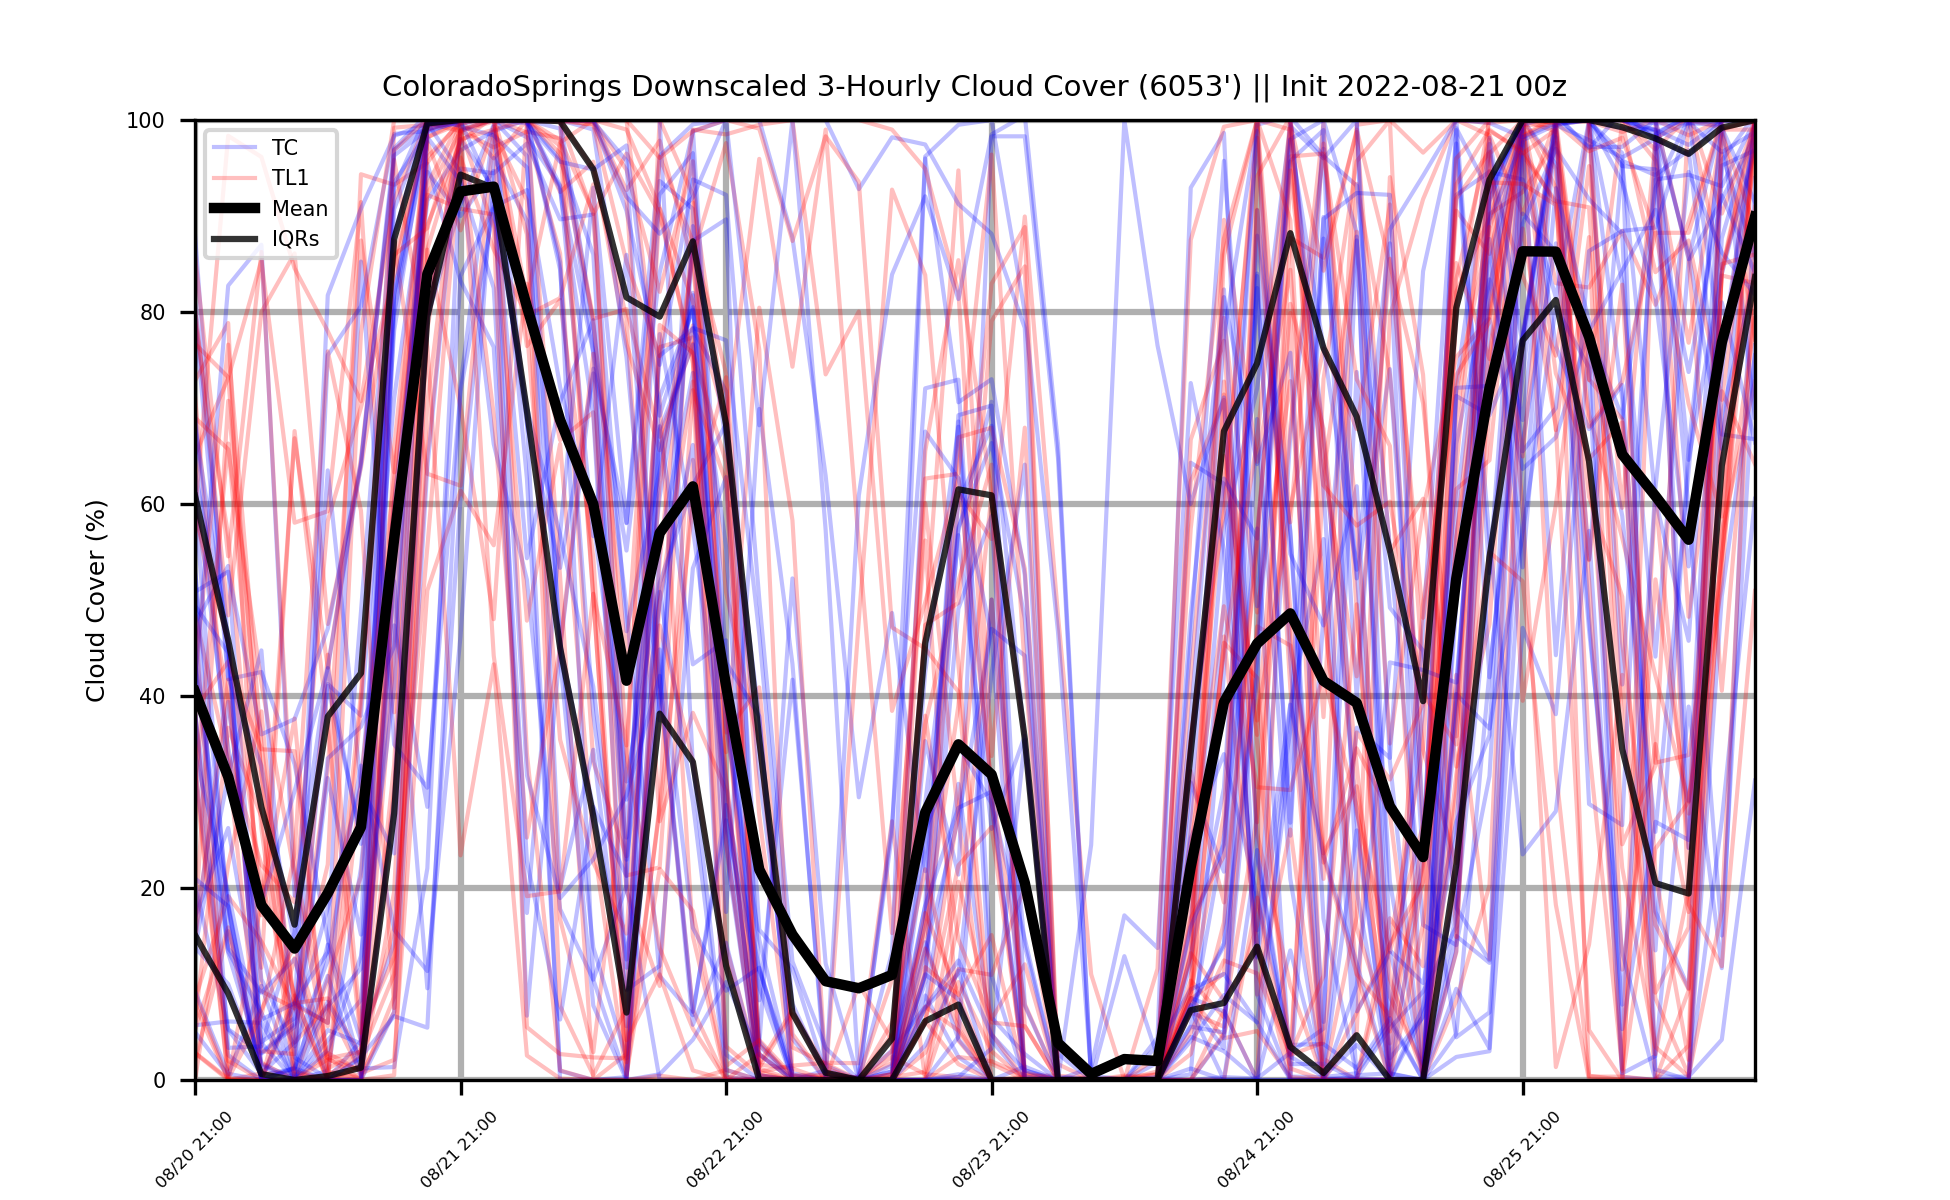 ColoradoSprings Downscaled 3-Hourly Cloud Cover (6053') || Init 2022-08-21 00z
TC
TL1
Mean
IQRs
Cloud Cover (%)
100
80
60
40
20
0
08/20 21:00
08/21 21:00
08/22 21:00
08/23 21:00
08/24 21:00
08/25 21:00